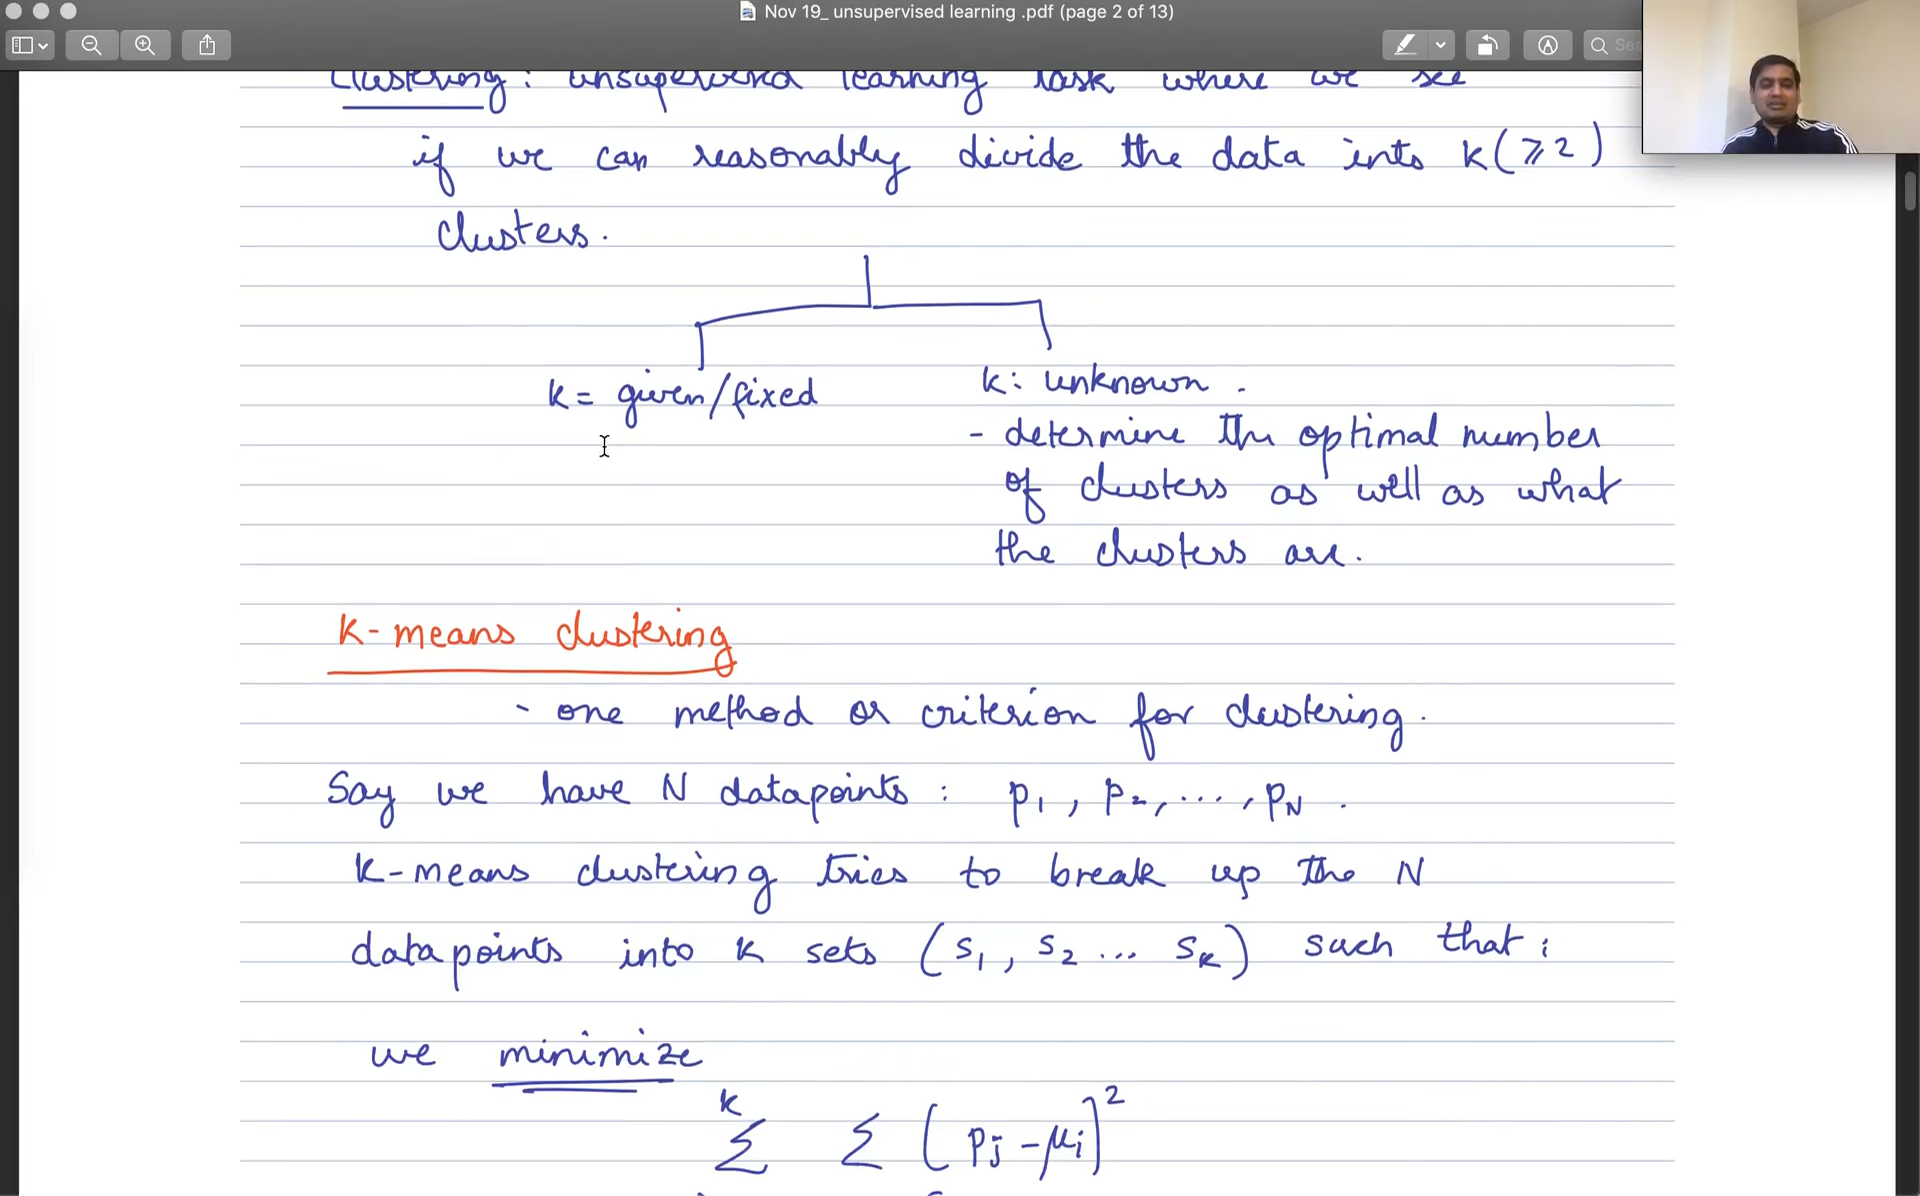 Nov 19_ unsupervised learning .pdf (page 2 of 13)
Sea
Clustering: unsupervised learning task where we see
if we can reasonably divide the data into k(≥2)
clusters.
k = given/fixed
k: unknown.
- determine the optimal number
of clusters as well as what
the clusters are.
K-means clustering
- one method or criterion for clustering.
Say we have N datapoints: p1, p2, ..., pN.
k-means clustering tries to break up the N
datapoints into k sets (S1, S2 ... Sk) such that:
we minimize
k
Σ Σ (pj - μi)²